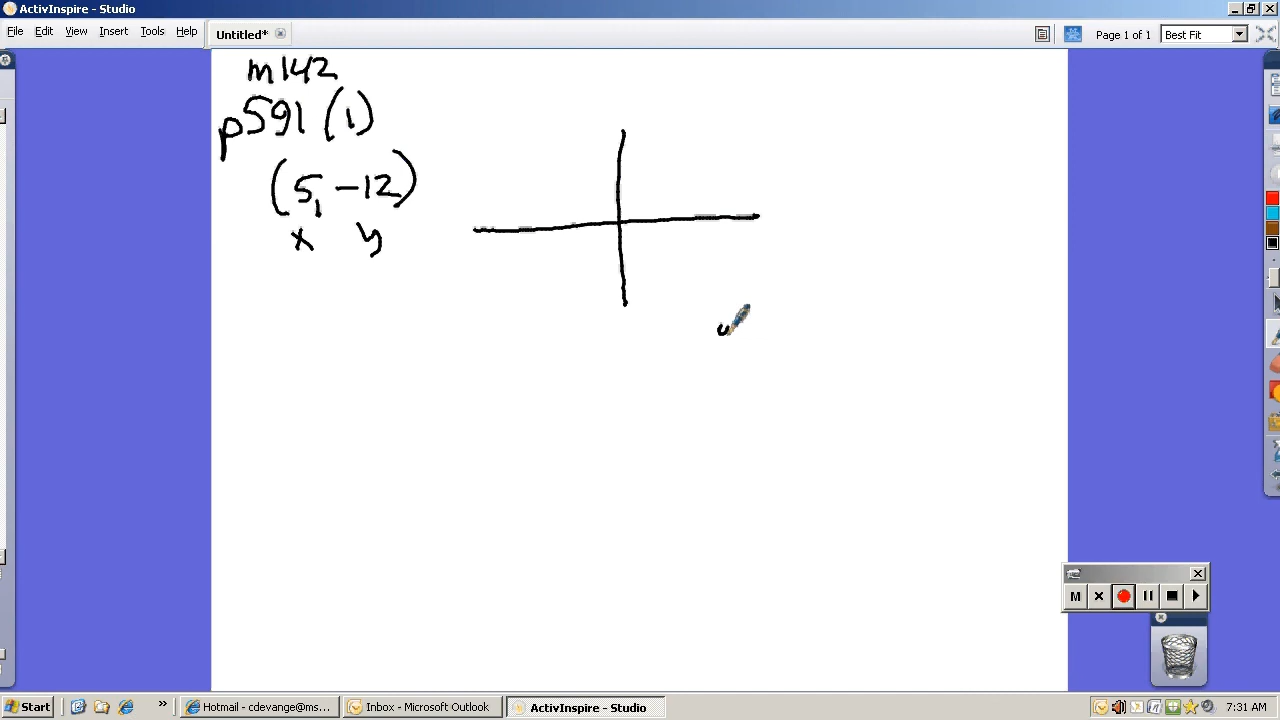 ActivInspire - Studio
File Edit View Insert Tools Help Untitled* Page 1 of 1 Best Fit
m142
p591 (1)
(5, -12)
x y
M
Start » Hotmail - cdevange@ms... Inbox - Microsoft Outlook ActivInspire - Studio 7:31 AM